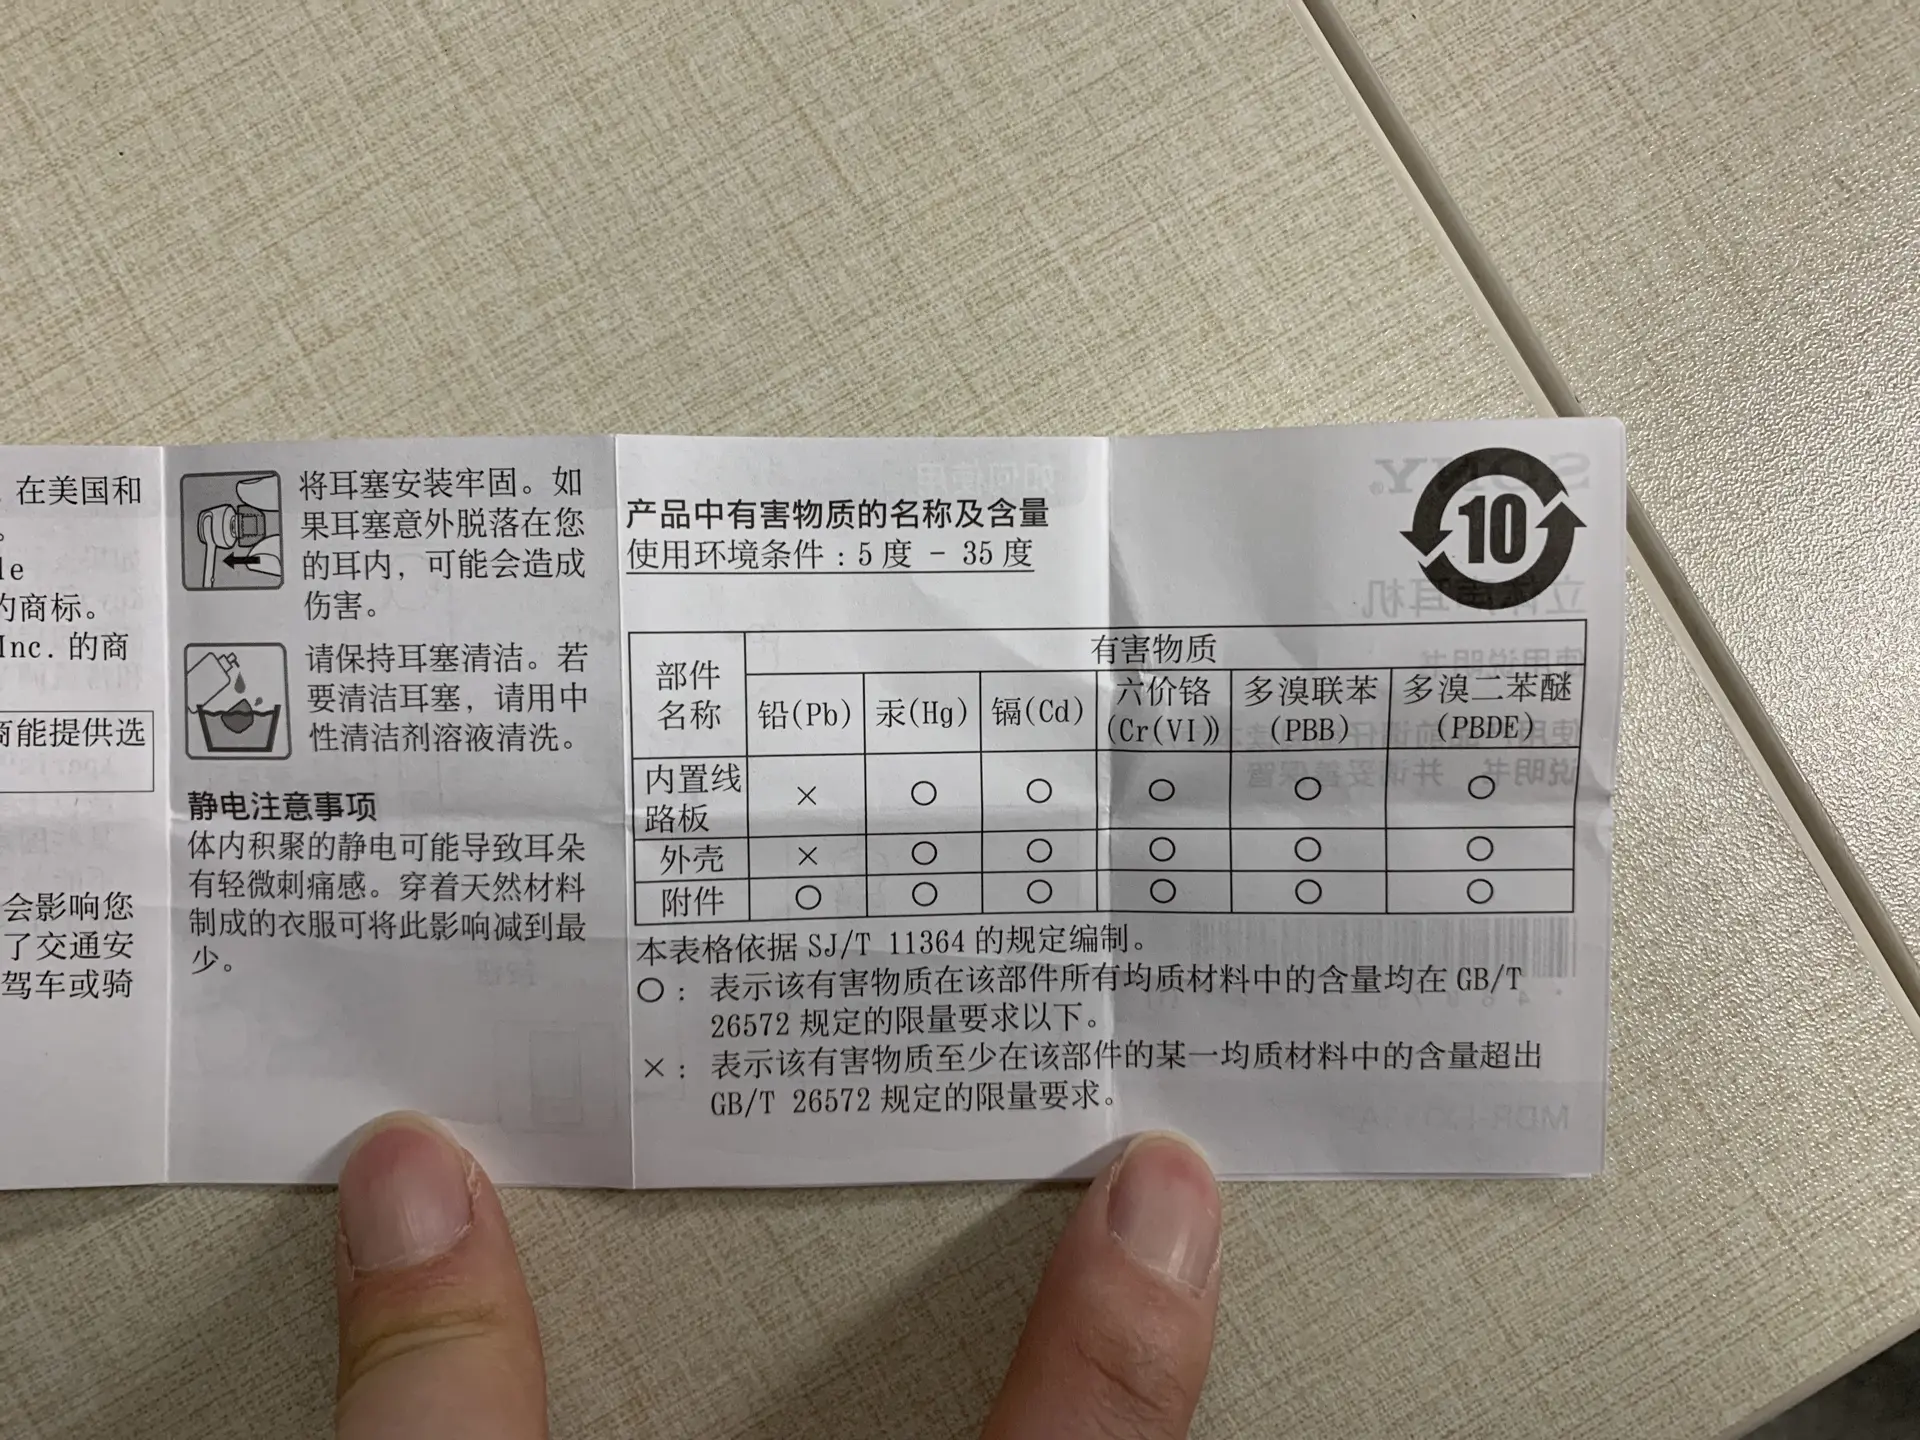 在美国和
。
le
的商标。
Inc. 的商
商能提供选
会影响您
了交通安
驾车或骑
将耳塞安装牢固。如
果耳塞意外脱落在您
的耳内，可能会造成
伤害。
请保持耳塞清洁。若
要清洁耳塞，请用中
性清洁剂溶液清洗。
静电注意事项
体内积聚的静电可能导致耳朵
有轻微刺痛感。穿着天然材料
制成的衣服可将此影响减到最
少。
产品中有害物质的名称及含量
使用环境条件：5 度 - 35 度
10
部件
名称
有害物质
铅(Pb) 汞(Hg) 镉(Cd) 六价铬 多溴联苯 多溴二苯醚
(Cr(VI)) (PBB) (PBDE)
内置线
路板 × ○ ○ ○ ○ ○
外壳 × ○ ○ ○ ○ ○
附件 ○ ○ ○ ○ ○ ○
本表格依据 SJ/T 11364 的规定编制。
○： 表示该有害物质在该部件所有均质材料中的含量均在 GB/T
26572 规定的限量要求以下。
×： 表示该有害物质至少在该部件的某一均质材料中的含量超出
GB/T 26572 规定的限量要求。